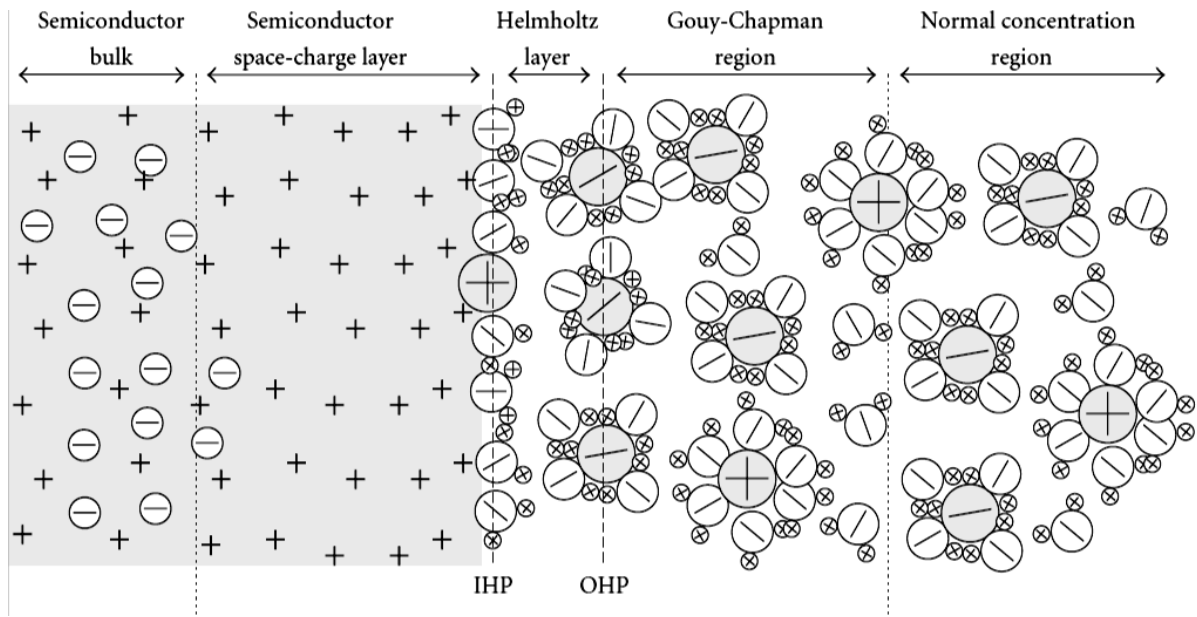 Semiconductor
bulk
Semiconductor
space-charge layer
Helmholtz
layer
Gouy-Chapman
region
Normal concentration
region
IHP
OHP